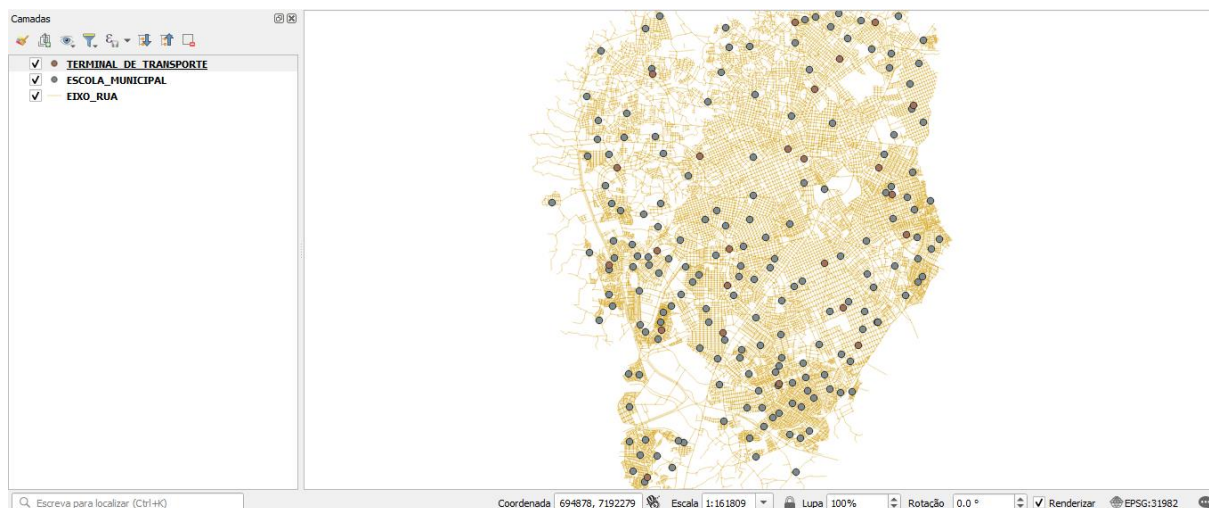 Camadas
TERMINAL_DE_TRANSPORTE
ESCOLA_MUNICIPAL
EIXO_RUA
Escreva para localizar (Ctrl+K)
Coordenada 694878, 7192279 Escala 1:161809 Lupa 100% Rotação 0.0 ° Renderizar EPSG:31982